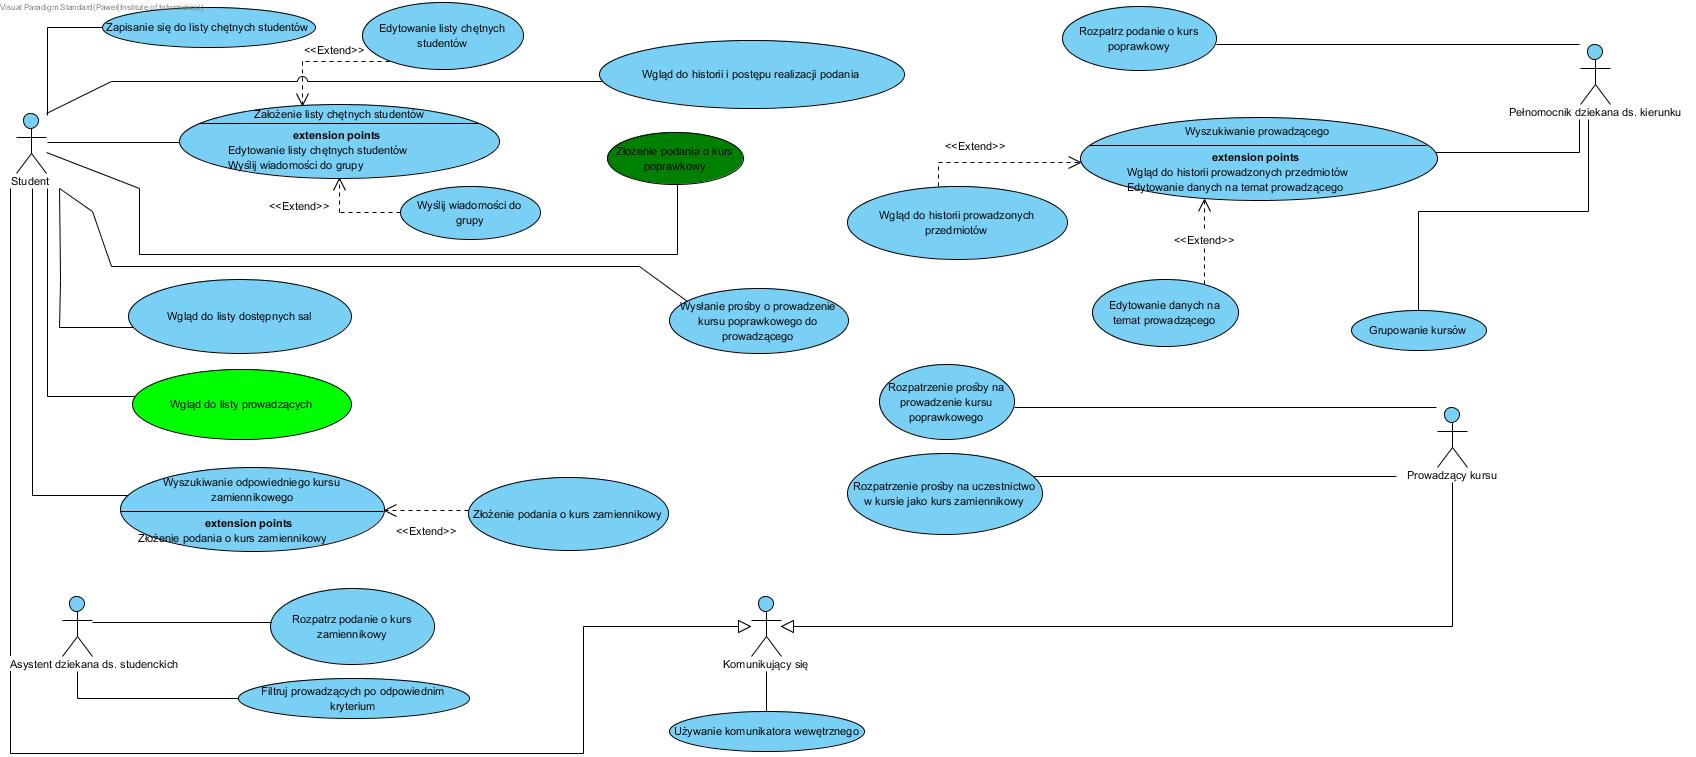 Visual Paradigm Standard(Paweł(Institute of Informatics))
Zapisanie się do listy chętnych studentów
Edytowanie listy chętnych
studentów
<<Extend>>
Wgląd do historii i postępu realizacji podania
Rozpatrz podanie o kurs
poprawkowy
Pełnomocnik dziekana ds. kierunku
Założenie listy chętnych studentów
extension points
Edytowanie listy chętnych studentów
Wyślij wiadomości do grupy
Student
Złożenie podania o kurs
poprawkowy
<<Extend>>
Wyszukiwanie prowadzącego
extension points
Wgląd do historii prowadzonych przedmiotów
Edytowanie danych na temat prowadzącego
<<Extend>>
Wyślij wiadomości do
grupy
Wgląd do historii prowadzonych
przedmiotów
<<Extend>>
Wgląd do listy dostępnych sal
Wysłanie prośby o prowadzenie
kursu poprawkowego do
prowadzącego
Edytowanie danych na
temat prowadzącego
Grupowanie kursów
Wgląd do listy prowadzących
Rozpatrzenie prośby na
prowadzenie kursu
poprawkowego
Prowadzący kursu
Wyszukiwanie odpowiedniego kursu
zamiennikowego
extension points
Złożenie podania o kurs zamiennikowy
<<Extend>>
Złożenie podania o kurs zamiennikowy
Rozpatrzenie prośby na uczestnictwo
w kursie jako kurs zamiennikowy
Rozpatrz podanie o kurs
zamiennikowy
Asystent dziekana ds. studenckich
Komunikujący się
Filtruj prowadzących po odpowiednim
kryterium
Używanie komunikatora wewętrznego